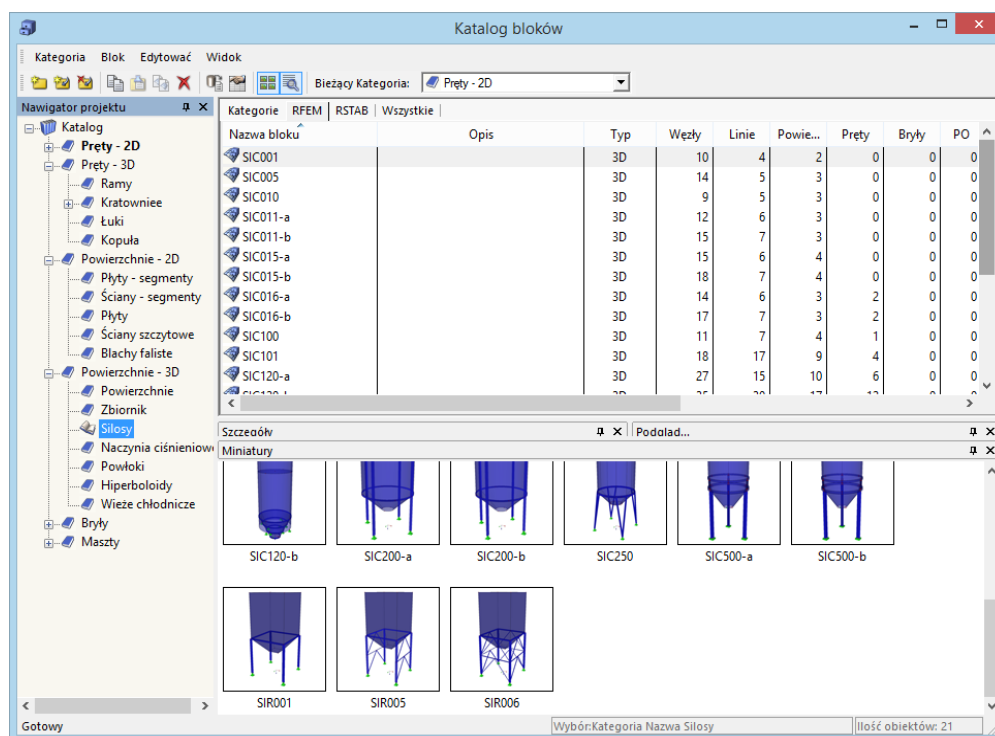 Katalog bloków
Kategoria Blok Edytować Widok
Bieżący Kategoria: Pręty - 2D
Nawigator projektu
Katalog
Pręty - 2D
Pręty - 3D
Ramy
Kratowniee
Łuki
Kopuła
Powierzchnie - 2D
Płyty - segmenty
Ściany - segmenty
Płyty
Ściany szczytowe
Blachy faliste
Powierzchnie - 3D
Powierzchnie
Zbiornik
Silosy
Naczynia ciśnieniow
Powłoki
Hiperboloidy
Wieże chłodnicze
Bryły
Maszty
Kategorie RFEM RSTAB Wszystkie
Nazwa bloku Opis Typ Węzły Linie Powie... Pręty Bryły PO
SIC001 3D 10 4 2 0 0 0
SIC005 3D 14 5 3 0 0 0
SIC010 3D 9 5 3 0 0 0
SIC011-a 3D 12 6 3 0 0 0
SIC011-b 3D 15 7 3 0 0 0
SIC015-a 3D 15 6 4 0 0 0
SIC015-b 3D 18 7 4 0 0 0
SIC016-a 3D 14 6 3 2 0 0
SIC016-b 3D 17 7 3 2 0 0
SIC100 3D 11 7 4 1 0 0
SIC101 3D 18 17 9 4 0 0
SIC120-a 3D 27 15 10 6 0 0
Szczegóły Podgląd...
Miniatury
SIC120-b SIC200-a SIC200-b SIC250 SIC500-a SIC500-b
SIR001 SIR005 SIR006
Gotowy Wybór:Kategoria Nazwa Silosy Ilość obiektów: 21